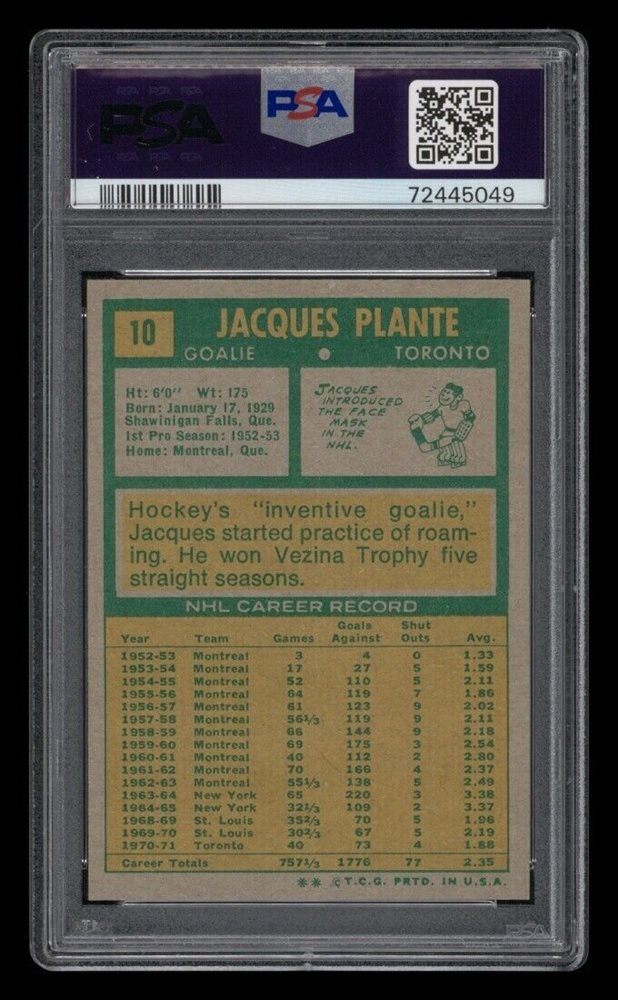 PSA PSA PSA
PSA
PSA PSA PSA
PSA
72445049
10
JACQUES PLANTE
GOALIE • TORONTO
Ht: 6'0" Wt: 175
Born: January 17, 1929
Shawinigan Falls, Que.
1st Pro Season: 1952-53
Home: Montreal, Que.
JACQUES
INTRODUCED
THE FACE
MASK
IN THE
NHL.
Hockey's "inventive goalie,"
Jacques started practice of roam-
ing. He won Vezina Trophy five
straight seasons.
NHL CAREER RECORD
Year Team Games Goals Against Shut Outs Avg.
1952-53 Montreal 3 4 0 1.33
1953-54 Montreal 17 27 5 1.59
1954-55 Montreal 52 110 5 2.11
1955-56 Montreal 64 119 7 1.86
1956-57 Montreal 61 123 9 2.02
1957-58 Montreal 56⅓ 119 9 2.11
1958-59 Montreal 66 144 9 2.18
1959-60 Montreal 69 175 3 2.54
1960-61 Montreal 40 112 2 2.80
1961-62 Montreal 70 166 4 2.37
1962-63 Montreal 55⅓ 138 5 2.49
1963-64 New York 65 220 3 3.38
1964-65 New York 32⅓ 109 2 3.37
1968-69 St. Louis 35⅔ 70 5 1.96
1969-70 St. Louis 30⅔ 67 5 2.19
1970-71 Toronto 40 73 4 1.88
Career Totals 757⅓ 1776 77 2.35
** © T.C.G. PRTD. IN U.S.A.
PSA